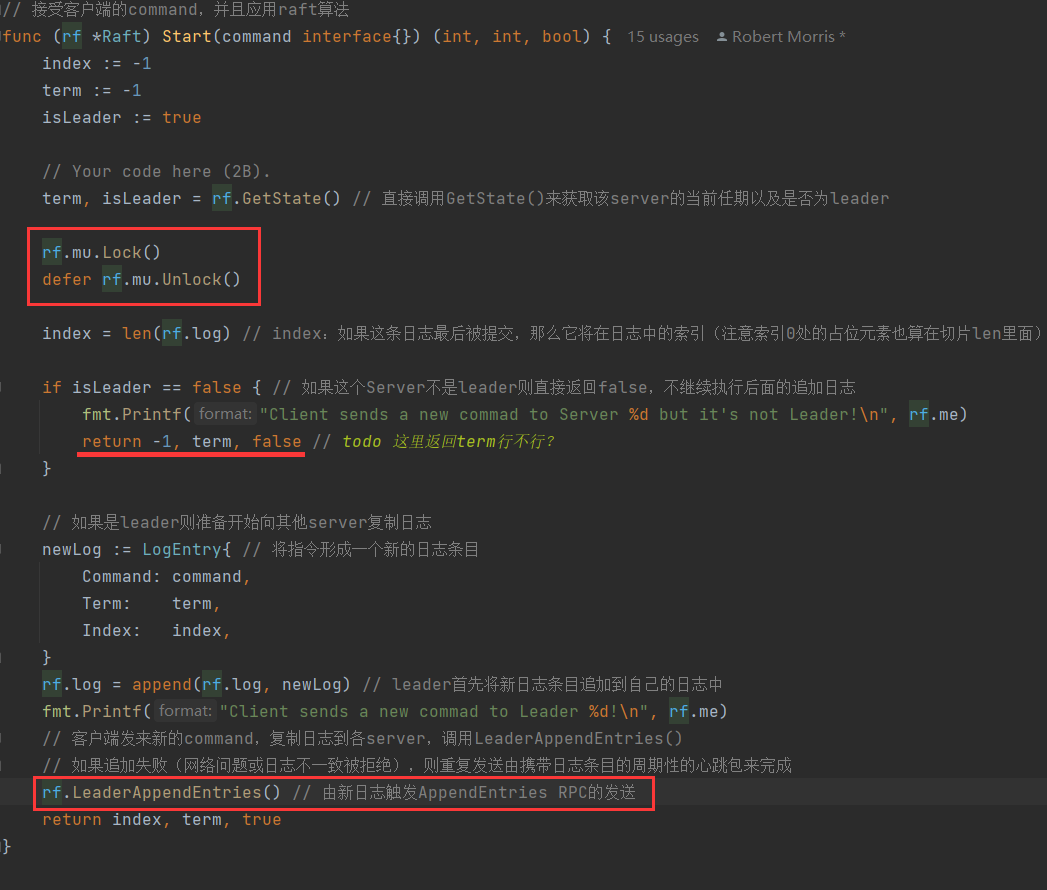 // 接受客户端的command，并且应用raft算法
func (rf *Raft) Start(command interface{}) (int, int, bool) { 15 usages Robert Morris *
index := -1
term := -1
isLeader := true
// Your code here (2B).
term, isLeader = rf.GetState() // 直接调用GetState()来获取该server的当前任期以及是否为leader
rf.mu.Lock()
defer rf.mu.Unlock()
index = len(rf.log) // index：如果这条日志最后被提交，那么它将在日志中的索引（注意索引0处的占位元素也算在切片len里面）
if isLeader == false { // 如果这个Server不是leader则直接返回false，不继续执行后面的追加日志
fmt.Printf( format: "Client sends a new commad to Server %d but it's not Leader!\n", rf.me)
return -1, term, false // todo 这里返回term行不行?
}
// 如果是leader则准备开始向其他server复制日志
newLog := LogEntry{ // 将指令形成一个新的日志条目
Command: command,
Term: term,
Index: index,
}
rf.log = append(rf.log, newLog) // leader首先将新日志条目追加到自己的日志中
fmt.Printf( format: "Client sends a new commad to Leader %d!\n", rf.me)
// 客户端发来新的command，复制日志到各server，调用LeaderAppendEntries()
// 如果追加失败（网络问题或日志不一致被拒绝），则重复发送由携带日志条目的周期性的心跳包来完成
rf.LeaderAppendEntries() // 由新日志触发AppendEntries RPC的发送
return index, term, true
}